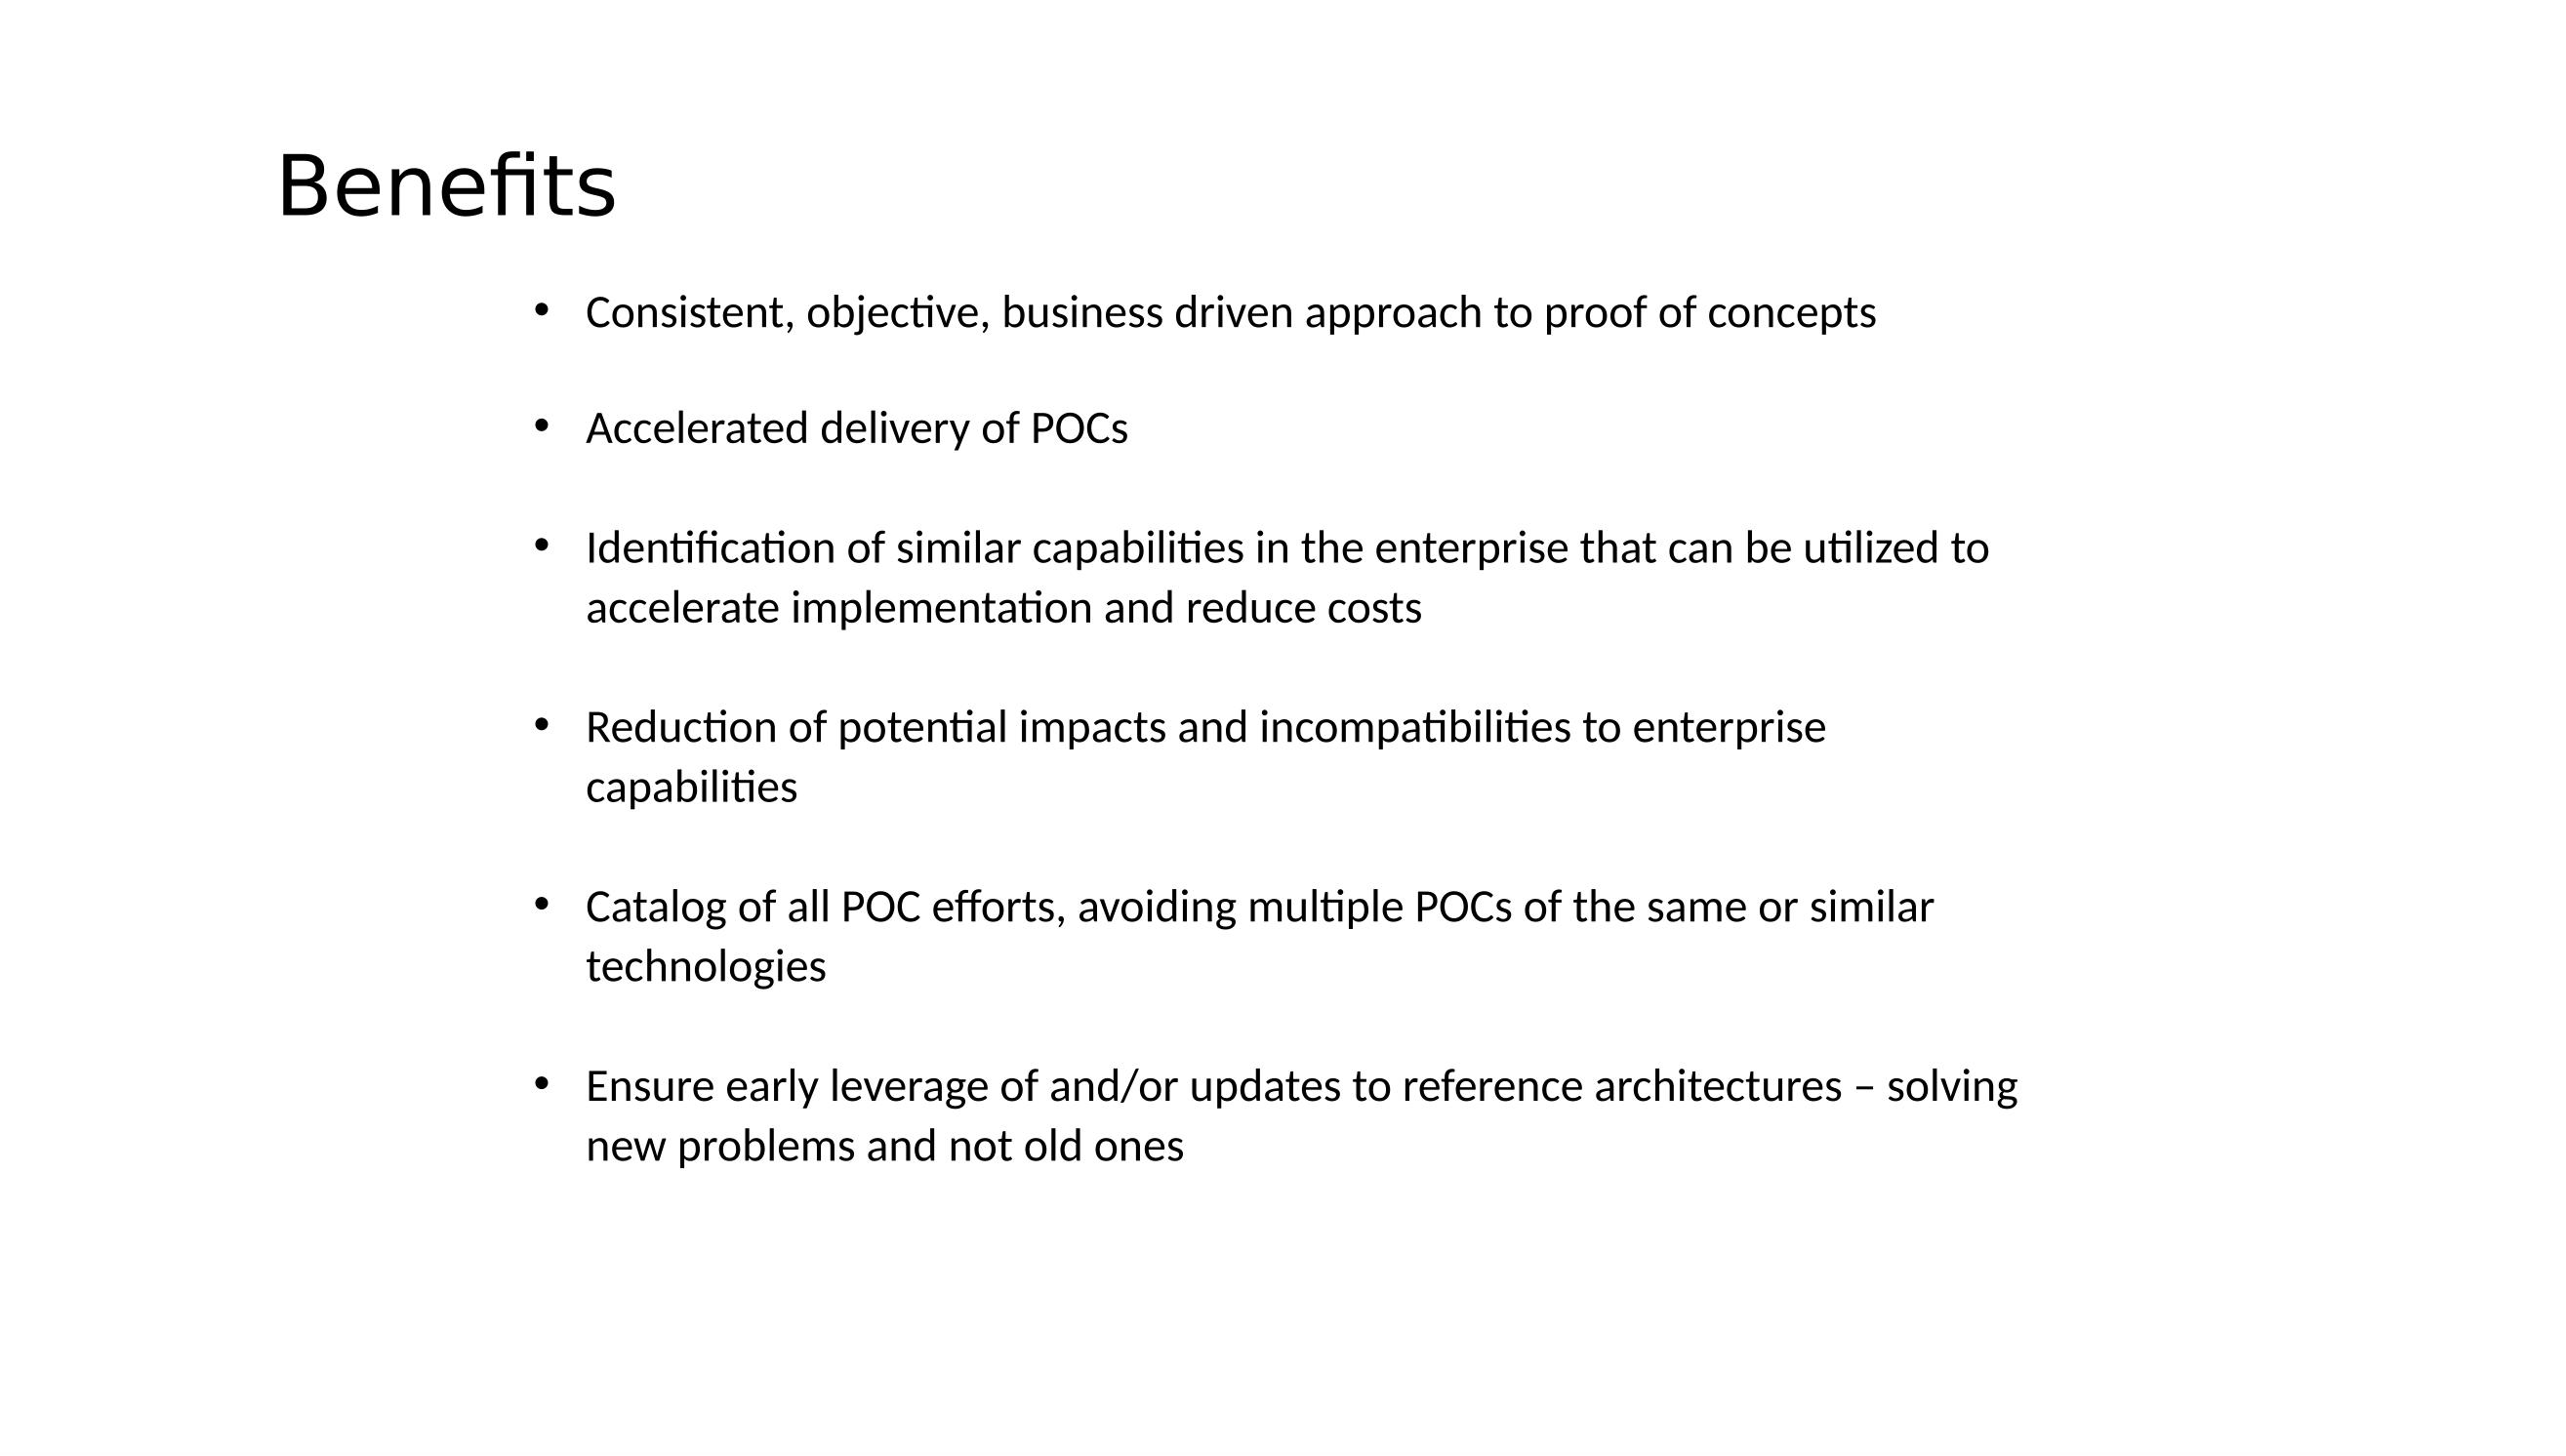 Benefits
• Consistent, objective, business driven approach to proof of concepts
• Accelerated delivery of POCs
• Identification of similar capabilities in the enterprise that can be utilized to
accelerate implementation and reduce costs
• Reduction of potential impacts and incompatibilities to enterprise
capabilities
• Catalog of all POC efforts, avoiding multiple POCs of the same or similar
technologies
• Ensure early leverage of and/or updates to reference architectures – solving
new problems and not old ones